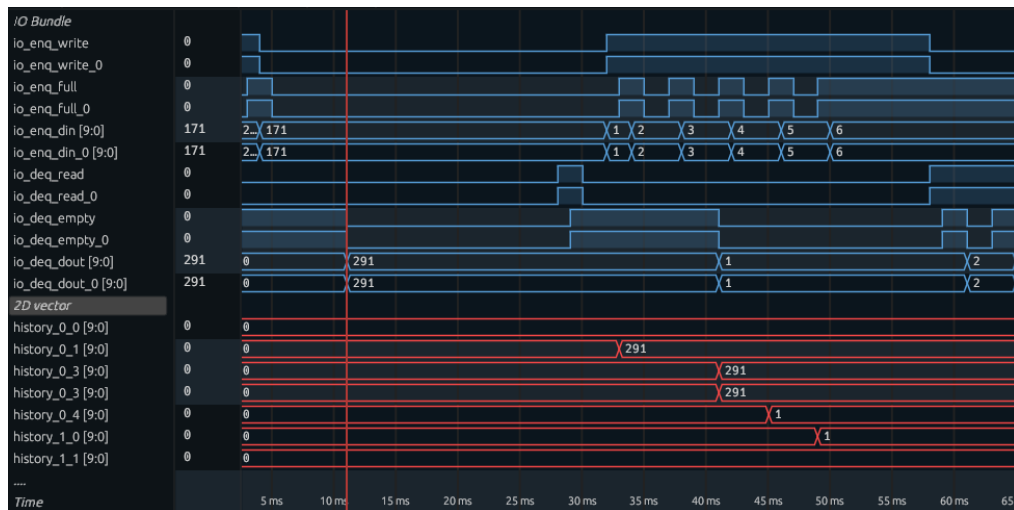 IO Bundle
io_enq_write 0
io_enq_write_0 0
io_enq_full 0
io_enq_full_0 0
io_enq_din [9:0] 171 2... 171 1 2 3 4 5 6
io_enq_din_0 [9:0] 171 2... 171 1 2 3 4 5 6
io_deq_read 0
io_deq_read_0 0
io_deq_empty 0
io_deq_empty_0 0
io_deq_dout [9:0] 291 0 291 1 2
io_deq_dout_0 [9:0] 291 0 291 1 2
2D vector
history_0_0 [9:0] 0 0
history_0_1 [9:0] 0 0 291
history_0_3 [9:0] 0 0 291
history_0_3 [9:0] 0 0 291
history_0_4 [9:0] 0 0 1
history_1_0 [9:0] 0 0 1
history_1_1 [9:0] 0 0
....
Time 5 ms 10 ms 15 ms 20 ms 25 ms 30 ms 35 ms 40 ms 45 ms 50 ms 55 ms 60 ms 65